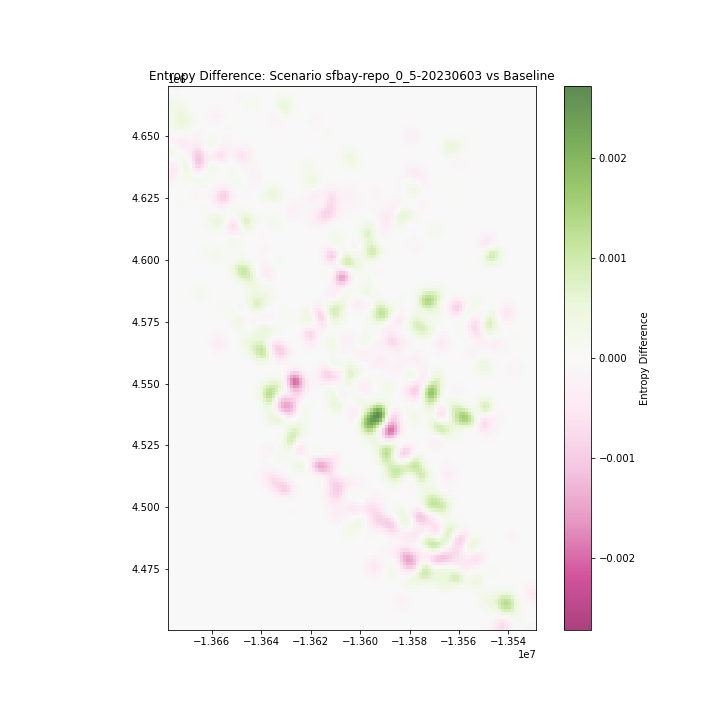 Entropy Difference: Scenario sfbay-repo_0_5-20230603 vs Baseline
1e6
4.650
4.625
4.600
4.575
4.550
4.525
4.500
4.475
−1.366 −1.364 −1.362 −1.360 −1.358 −1.356 −1.354
1e7
0.002
0.001
0.000
−0.001
−0.002
Entropy Difference